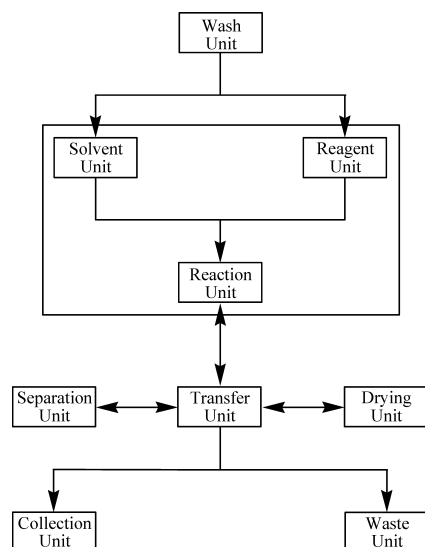 Wash
Unit
Solvent
Unit
Reagent
Unit
Reaction
Unit
Separation
Unit
Transfer
Unit
Drying
Unit
Collection
Unit
Waste
Unit